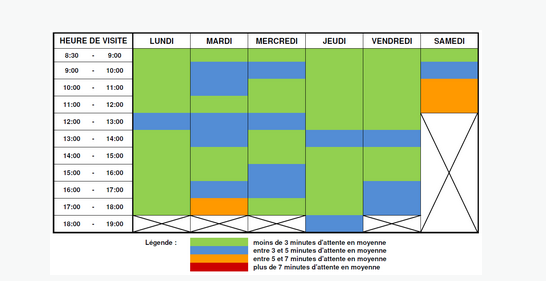 HEURE DE VISITE LUNDI MARDI MERCREDI JEUDI VENDREDI SAMEDI
8:30 - 9:00
9:00 - 10:00
10:00 - 11:00
11:00 - 12:00
12:00 - 13:00
13:00 - 14:00
14:00 - 15:00
15:00 - 16:00
16:00 - 17:00
17:00 - 18:00
18:00 - 19:00
Légende : moins de 3 minutes d'attente en moyenne
entre 3 et 5 minutes d'attente en moyenne
entre 5 et 7 minutes d'attente en moyenne
plus de 7 minutes d'attente en moyenne